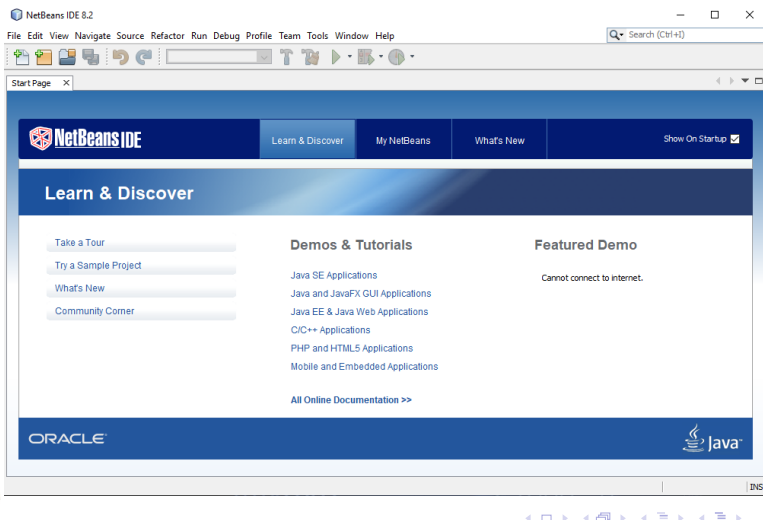 NetBeans IDE 8.2
File Edit View Navigate Source Refactor Run Debug Profile Team Tools Window Help
Search (Ctrl+I)
Start Page
NetBeans IDE
Learn & Discover
My NetBeans
What's New
Show On Startup
Learn & Discover
Take a Tour
Try a Sample Project
What's New
Community Corner
Demos & Tutorials
Java SE Applications
Java and JavaFX GUI Applications
Java EE & Java Web Applications
C/C++ Applications
PHP and HTML5 Applications
Mobile and Embedded Applications
All Online Documentation >>
Featured Demo
Cannot connect to internet.
ORACLE
Java
INS